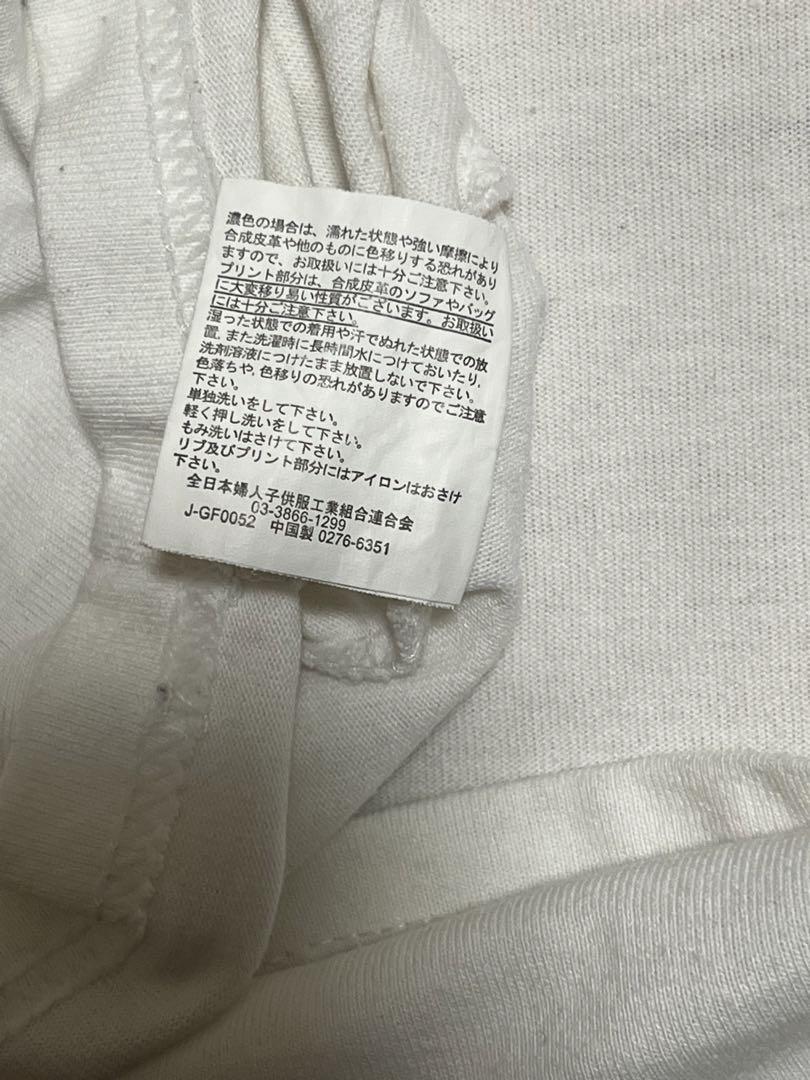 濃色の場合は、濡れた状態や強い摩擦により
合成皮革や他のものに色移りする恐れがあり
ますので、お取扱いには十分ご注意下さい。
プリント部分は、合成皮革のソファやバッグ
に大変移り易い性質がございます。お取扱い
には十分ご注意下さい。
湿った状態での着用や汗でぬれた状態での放
置,また洗濯時に長時間水につけておいたり,
洗剤溶液につけたまま放置しないで下さい。
色落ちや,色移りの恐れがありますのでご注意
下さい。
単独洗いをして下さい。
軽く押し洗いをして下さい。
もみ洗いはさけて下さい。
リブ及びプリント部分にはアイロンはおさけ
下さい。
全日本婦人子供服工業組合連合会
03-3866-1299
J-GF0052 中国製 0276-6351